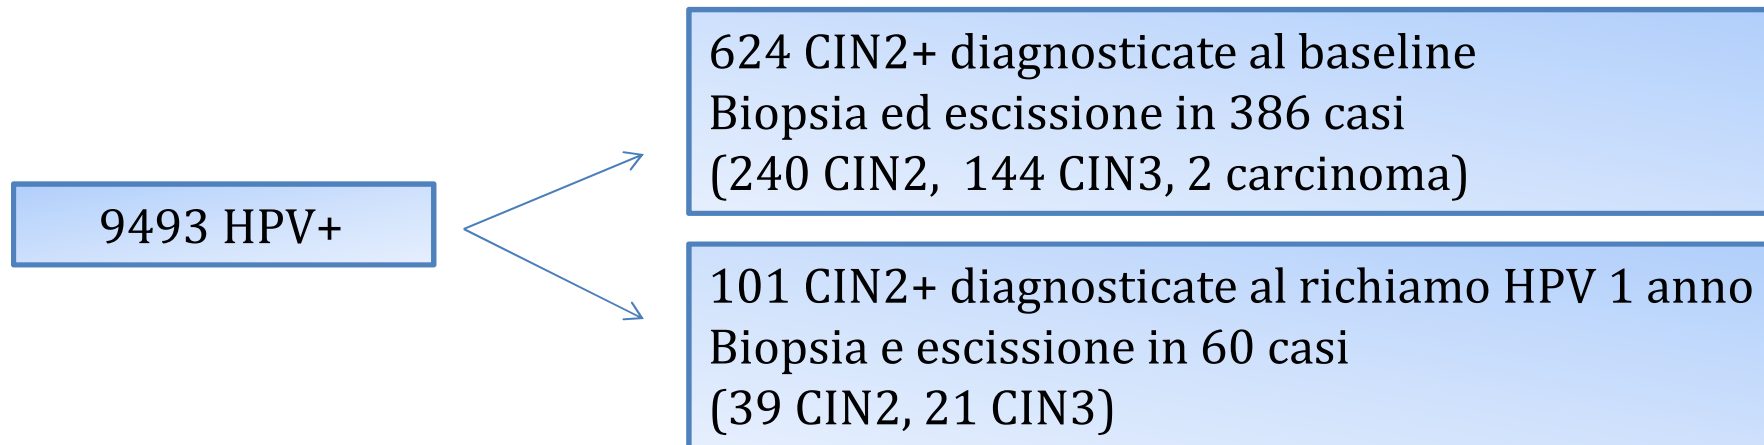 9493 HPV+
624 CIN2+ diagnosticate al baseline
Biopsia ed escissione in 386 casi
(240 CIN2,  144 CIN3, 2 carcinoma)
101 CIN2+ diagnosticate al richiamo HPV 1 anno
Biopsia e escissione in 60 casi
(39 CIN2, 21 CIN3)